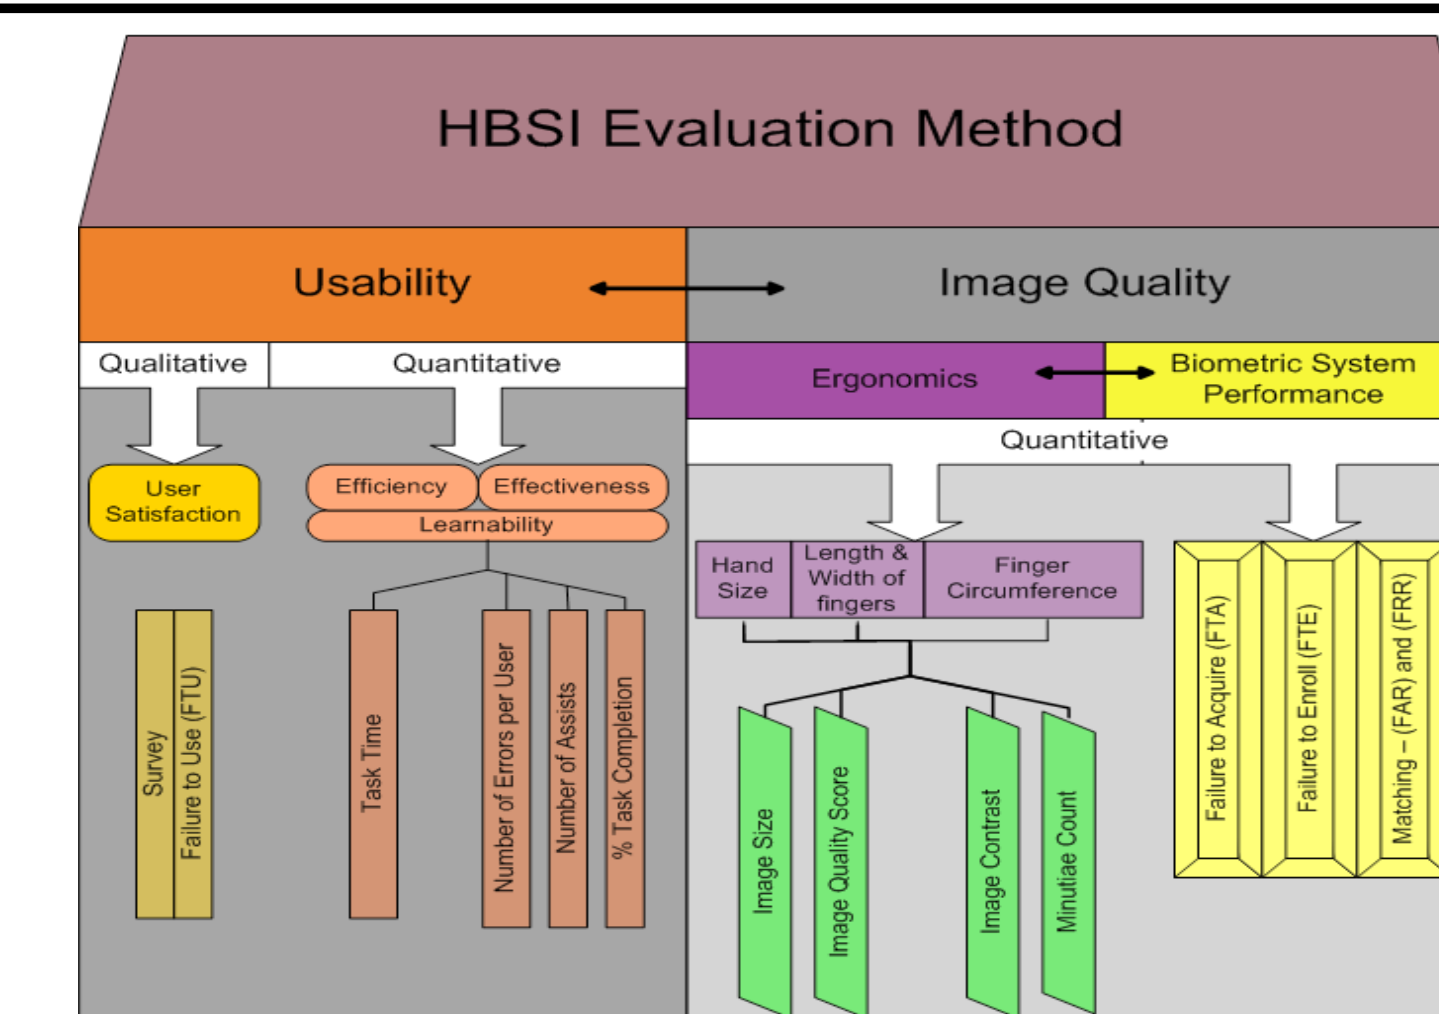 HBSI Evaluation Method
Usability
Image Quality
Qualitative
Quantitative
Ergonomics
Biometric System
Performance
Quantitative
User
Satisfaction
Efficiency
Effectiveness
Learnability
Hand
Size
Length &
Width of
fingers
Finger
Circumference
Survey
Failure to Use (FTU)
Task Time
Number of Errors per User
Number of Assists
% Task Completion
Image Size
Image Quality Score
Image Contrast
Minutiae Count
Failure to Acquire (FTA)
Failure to Enroll (FTE)
Matching – (FAR) and (FRR)